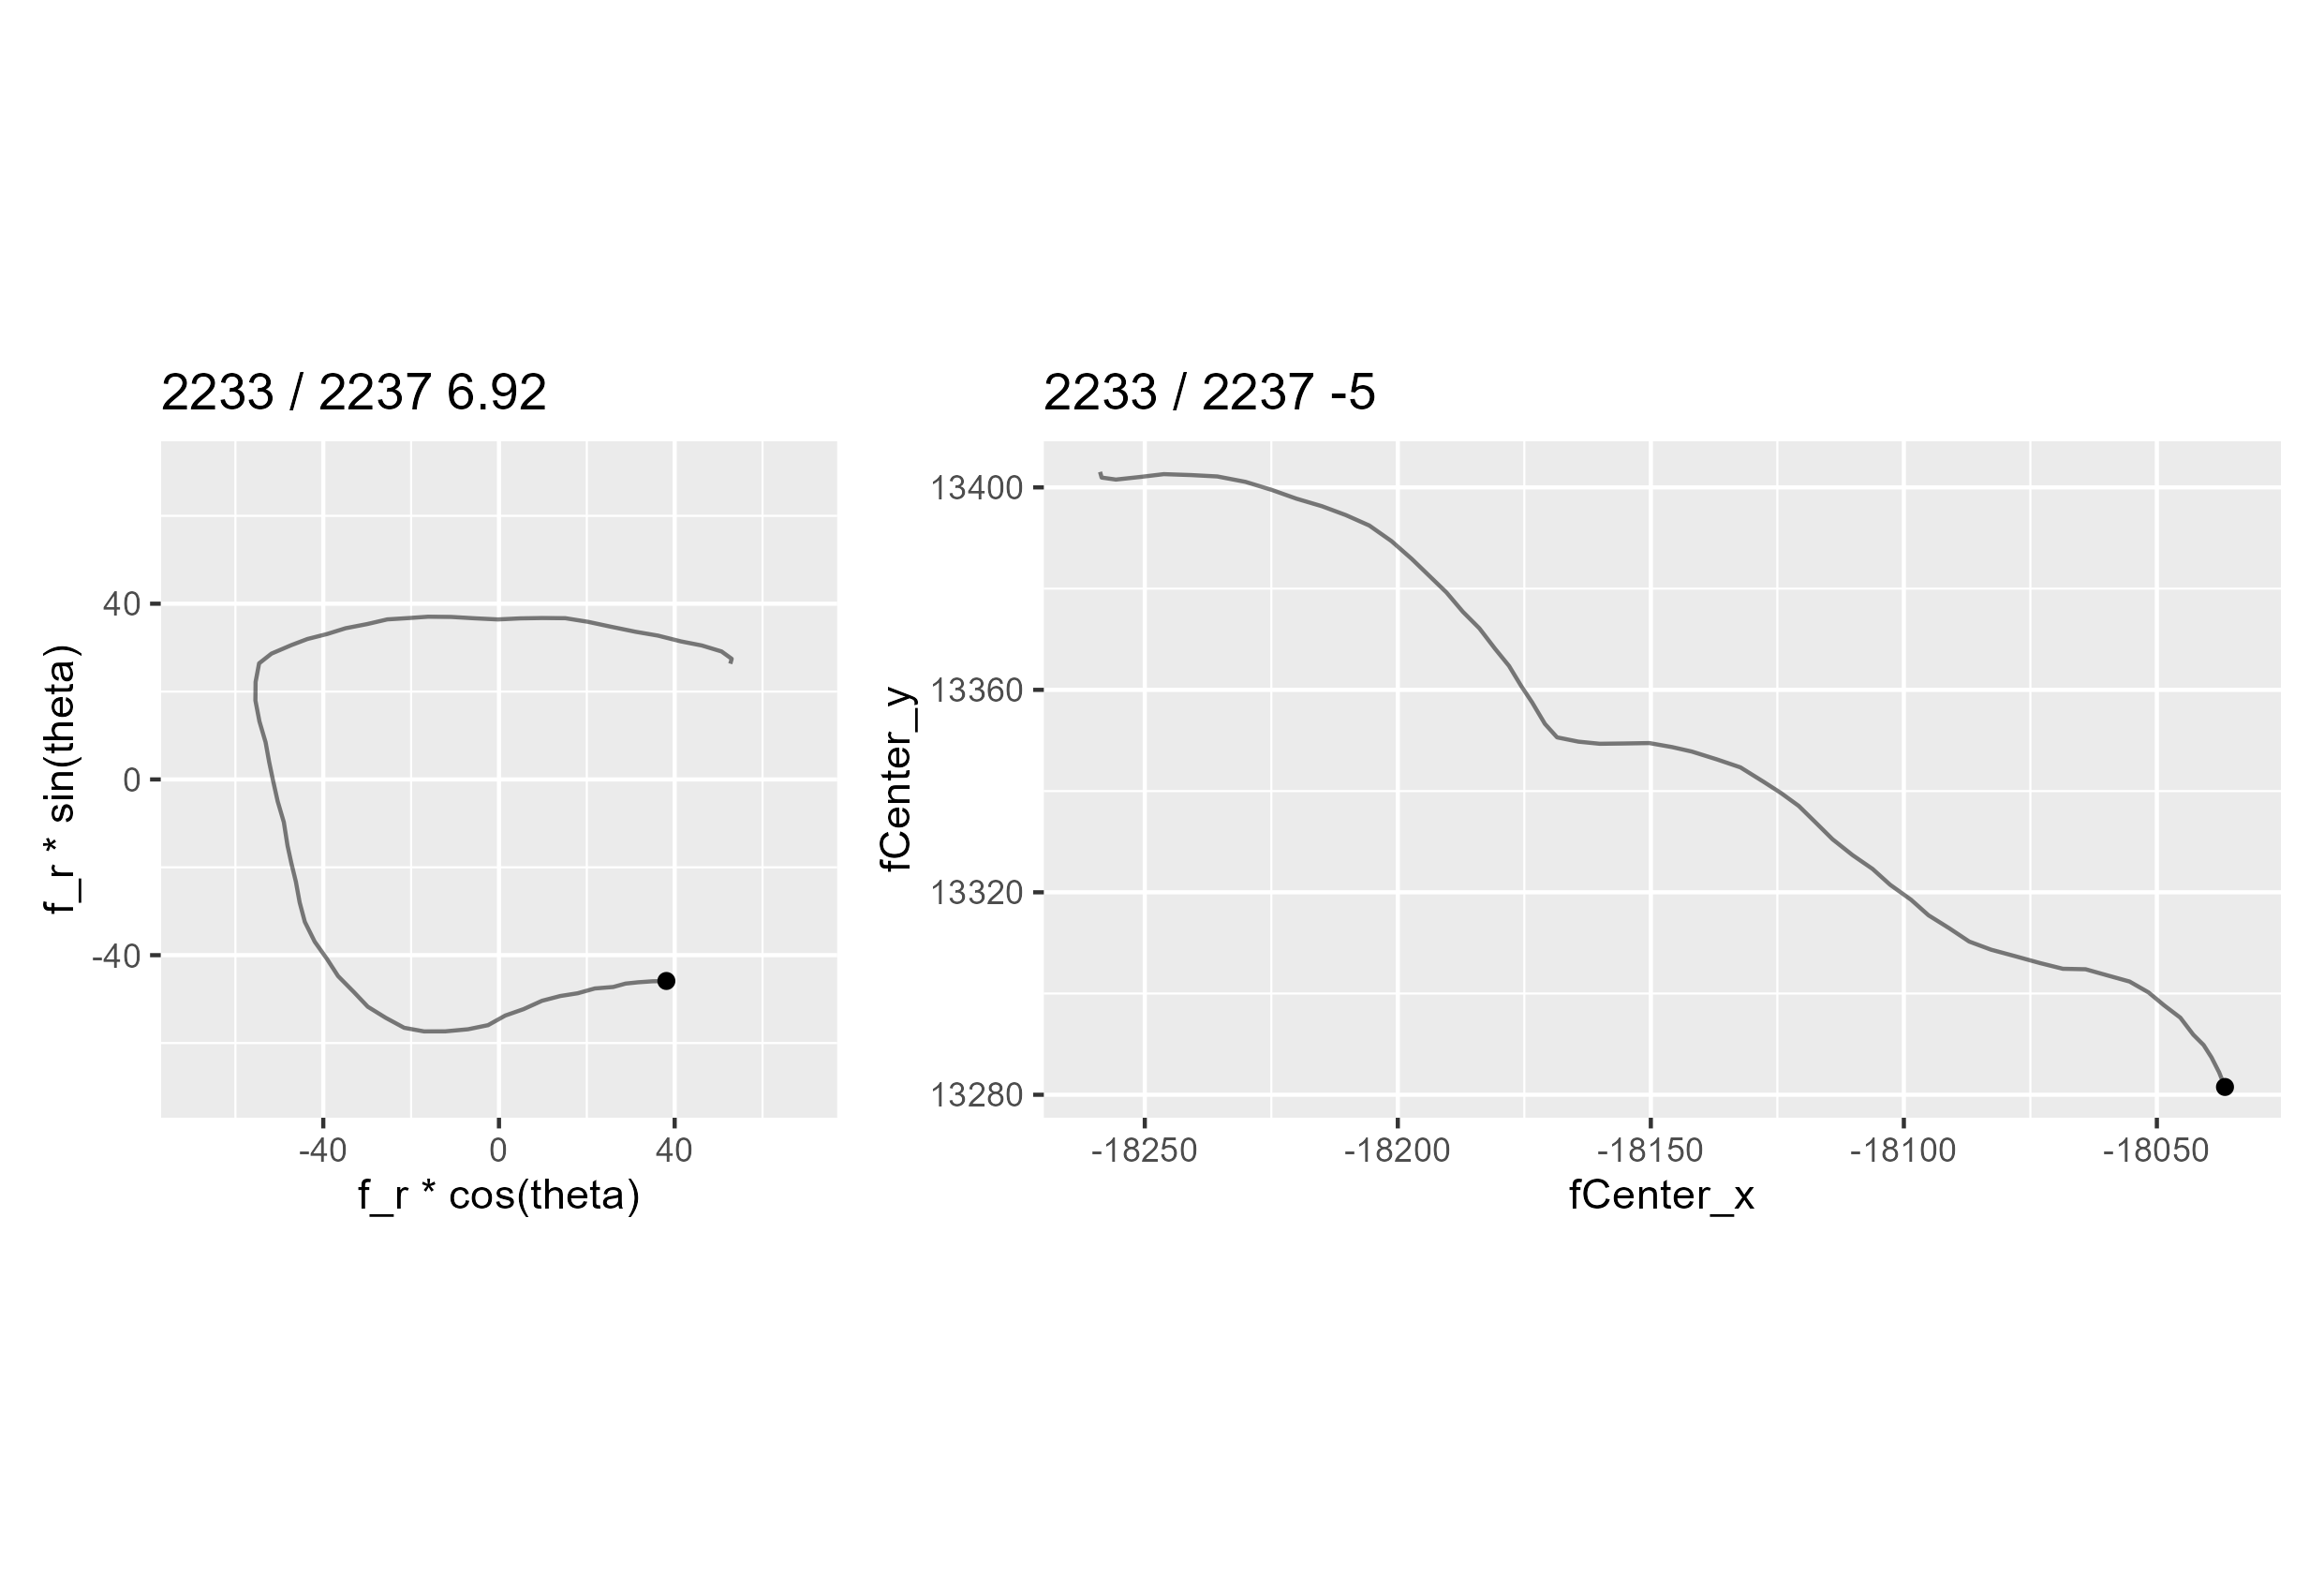 2233 / 2237 6.92
f_r * sin(theta)
40
0
-40
-40 0 40
f_r * cos(theta)
2233 / 2237 -5
fCenter_y
13400
13360
13320
13280
-18250 -18200 -18150 -18100 -18050
fCenter_x